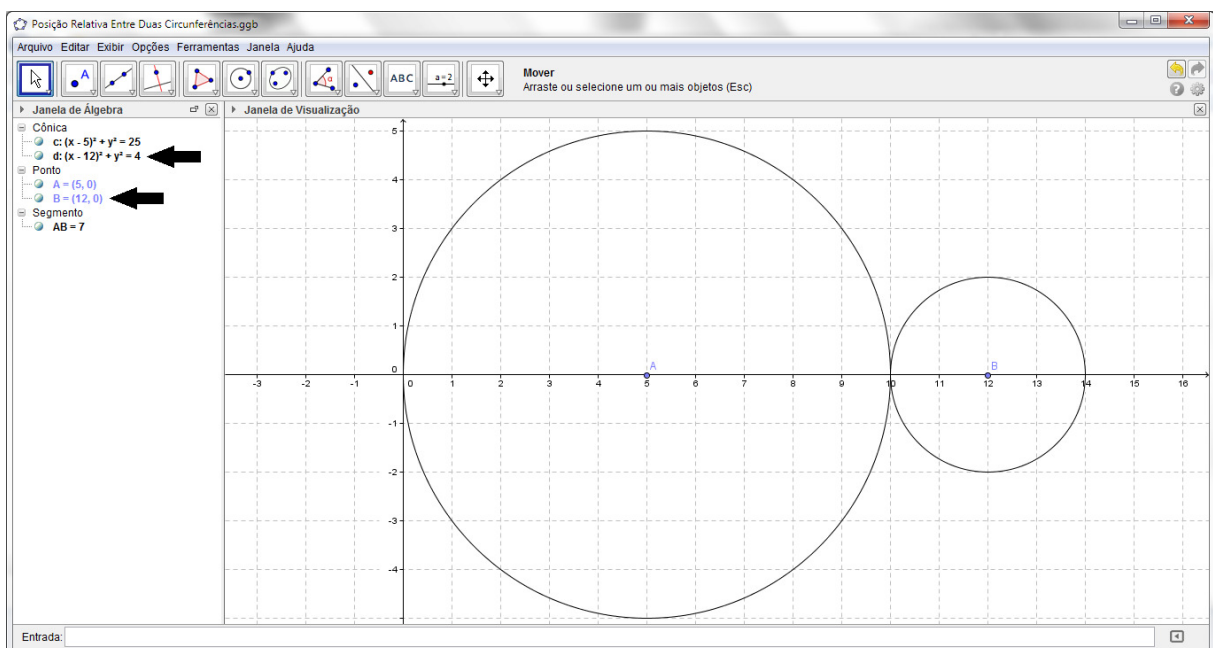 Posição Relativa Entre Duas Circunferências.ggb
Arquivo Editar Exibir Opções Ferramentas Janela Ajuda
A
α
ABC
a=2
Mover
Arraste ou selecione um ou mais objetos (Esc)
Janela de Álgebra
Janela de Visualização
Cônica
c: (x - 5)² + y² = 25
d: (x - 12)² + y² = 4
Ponto
A = (5, 0)
B = (12, 0)
Segmento
AB = 7
5
4
3
2
1
0
-1
-2
-3
-4
-3 -2 -1 0 1 2 3 4 5 6 7 8 9 10 11 12 13 14 15 16
A
B
Entrada: